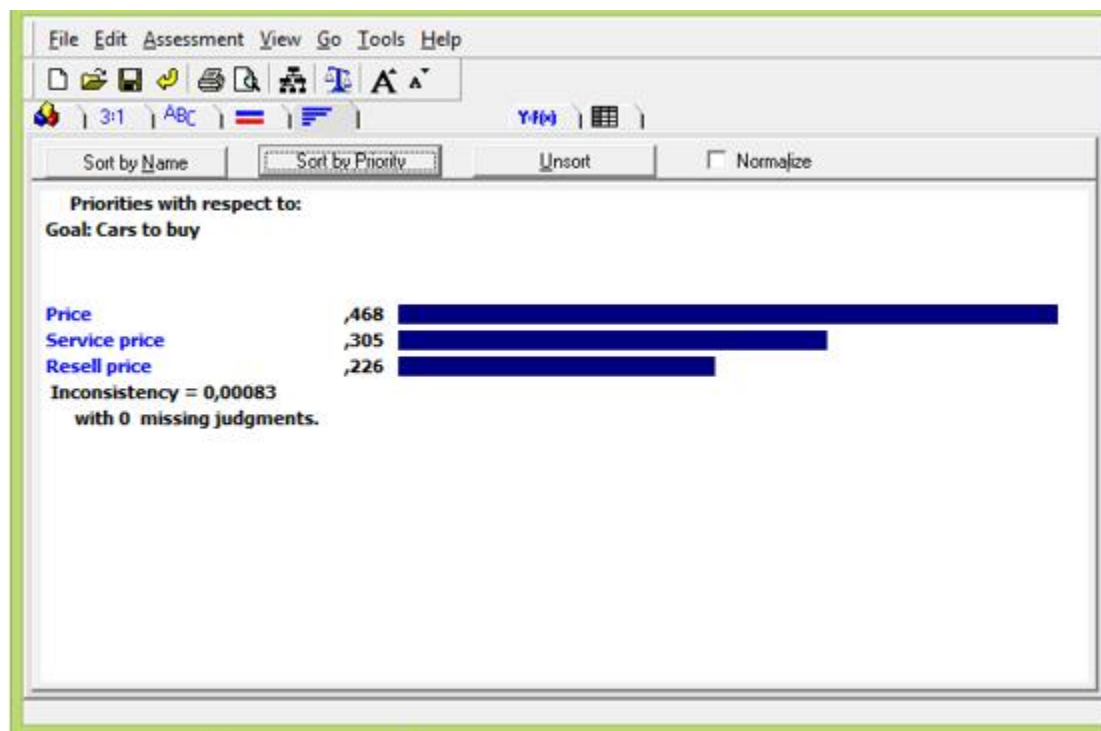 File Edit Assessment View Go Tools Help
A A
3:1 ABC Y=F(x)
Sort by Name Sort by Priority Unsort Normalize
Priorities with respect to:
Goal: Cars to buy
Price ,468
Service price ,305
Resell price ,226
Inconsistency = 0,00083
with 0 missing judgments.